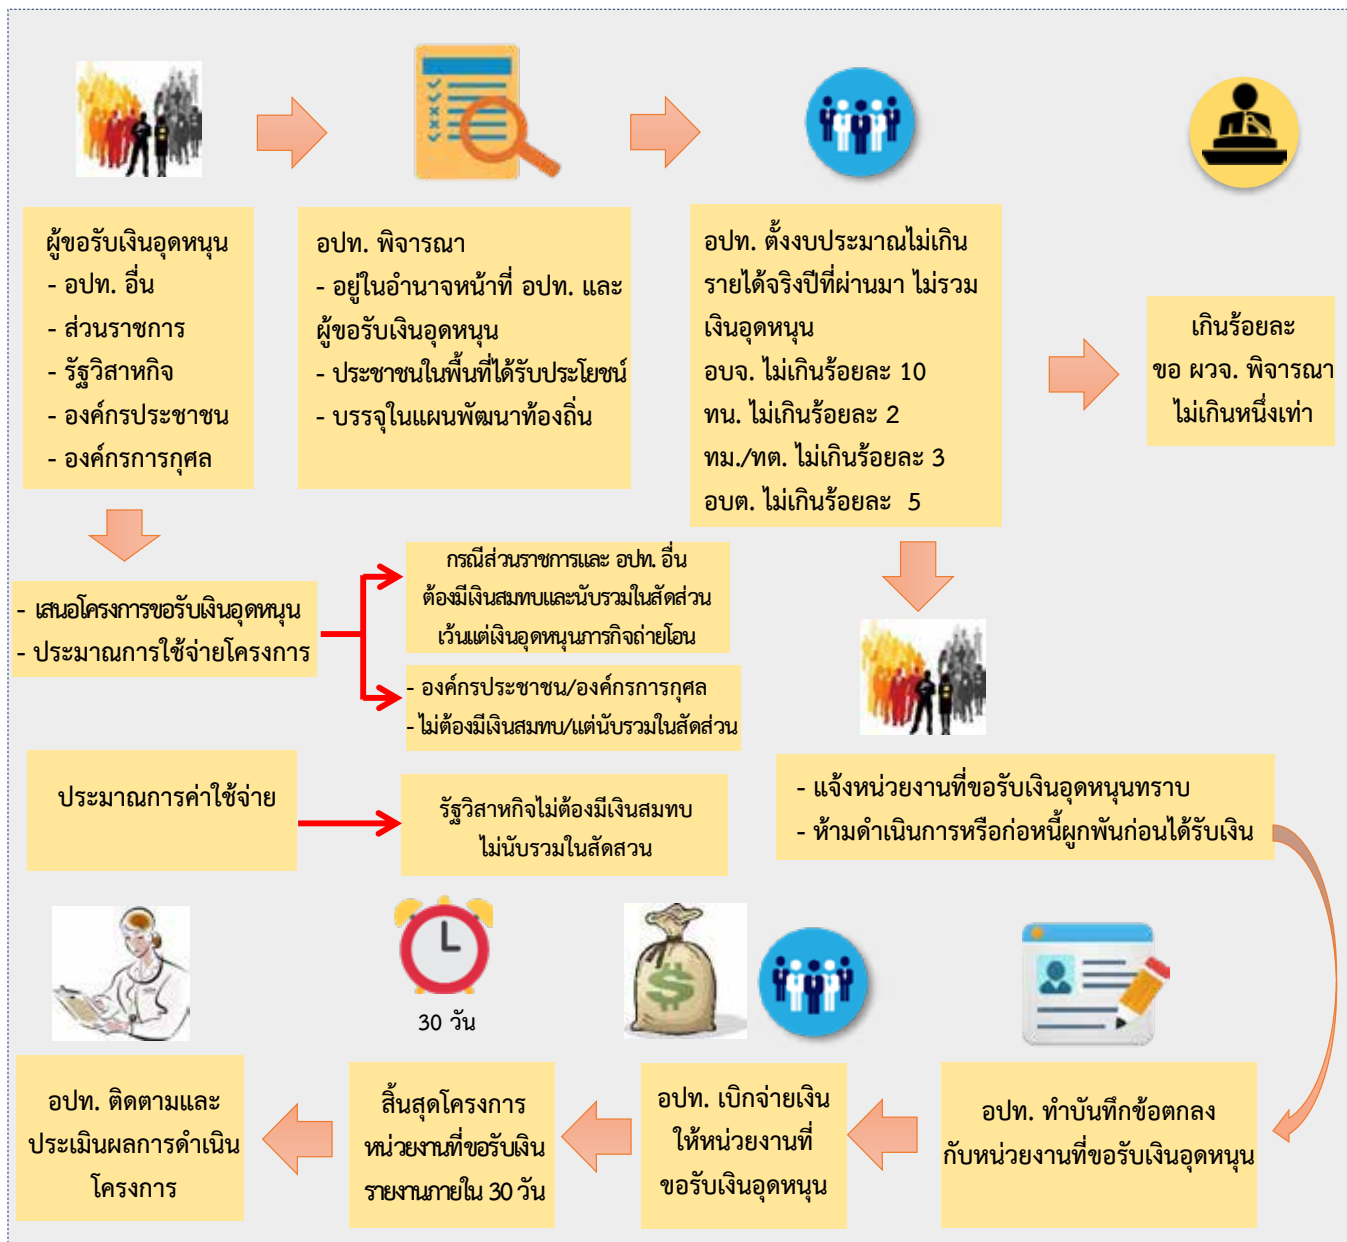 ผู้ขอรับเงินอุดหนุน
- อปท. อื่น
- ส่วนราชการ
- รัฐวิสาหกิจ
- องค์กรประชาชน
- องค์กรการกุศล
อปท. พิจารณา
- อยู่ในอำนาจหน้าที่ อปท. และ
ผู้ขอรับเงินอุดหนุน
- ประชาชนในพื้นที่ได้รับประโยชน์
- บรรจุในแผนพัฒนาท้องถิ่น
อปท. ตั้งงบประมาณไม่เกิน
รายได้จริงปีที่ผ่านมา ไม่รวม
เงินอุดหนุน
อบจ. ไม่เกินร้อยละ 10
ทน. ไม่เกินร้อยละ 2
ทม./ทต. ไม่เกินร้อยละ 3
อบต. ไม่เกินร้อยละ 5
เกินร้อยละ
ขอ ผวจ. พิจารณา
ไม่เกินหนึ่งเท่า
- เสนอโครงการขอรับเงินอุดหนุน
- ประมาณการใช้จ่ายโครงการ
กรณีส่วนราชการและ อปท. อื่น
ต้องมีเงินสมทบและนับรวมในสัดส่วน
เว้นแต่เงินอุดหนุนภารกิจถ่ายโอน
- องค์กรประชาชน/องค์กรการกุศล
- ไม่ต้องมีเงินสมทบ/แต่นับรวมในสัดส่วน
ประมาณการค่าใช้จ่าย
รัฐวิสาหกิจไม่ต้องมีเงินสมทบ
ไม่นับรวมในสัดสวน
- แจ้งหน่วยงานที่ขอรับเงินอุดหนุนทราบ
- ห้ามดำเนินการหรือก่อหนี้ผูกพันก่อนได้รับเงิน
30 วัน
อปท. ติดตามและ
ประเมินผลการดำเนิน
โครงการ
สิ้นสุดโครงการ
หน่วยงานที่ขอรับเงิน
รายงานภายใน 30 วัน
อปท. เบิกจ่ายเงิน
ให้หน่วยงานที่
ขอรับเงินอุดหนุน
อปท. ทำบันทึกข้อตกลง
กับหน่วยงานที่ขอรับเงินอุดหนุน